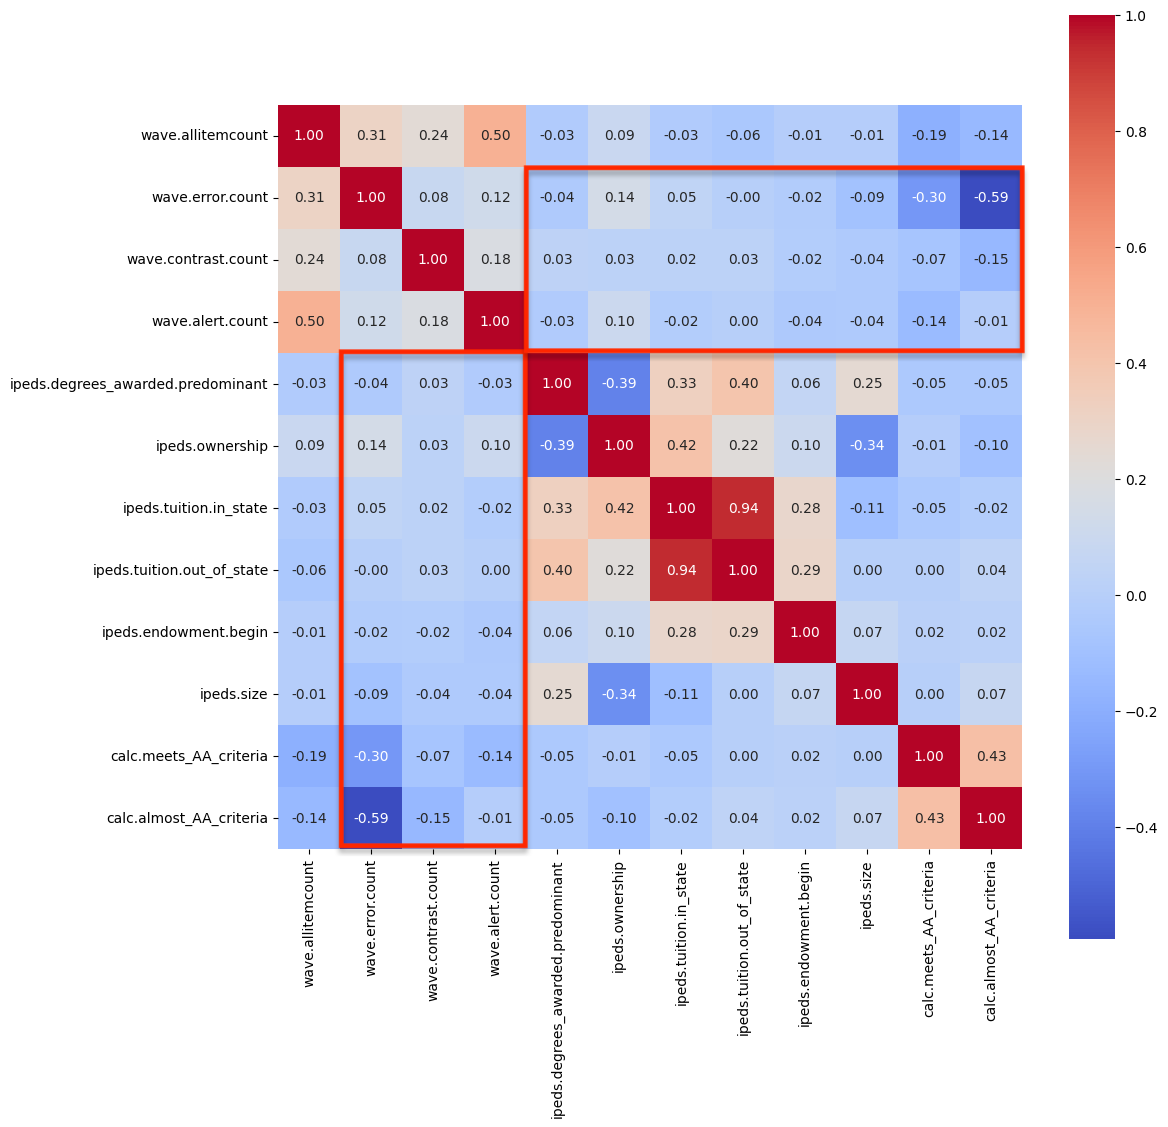 1.0
wave.allitemcount 1.00 0.31 0.24 0.50 -0.03 0.09 -0.03 -0.06 -0.01 -0.01 -0.19 -0.14
0.8
wave.error.count 0.31 1.00 0.08 0.12 -0.04 0.14 0.05 -0.00 -0.02 -0.09 -0.30 -0.59
wave.contrast.count 0.24 0.08 1.00 0.18 0.03 0.03 0.02 0.03 -0.02 -0.04 -0.07 -0.15
0.6
wave.alert.count 0.50 0.12 0.18 1.00 -0.03 0.10 -0.02 0.00 -0.04 -0.04 -0.14 -0.01
0.4
ipeds.degrees_awarded.predominant -0.03 -0.04 0.03 -0.03 1.00 -0.39 0.33 0.40 0.06 0.25 -0.05 -0.05
ipeds.ownership 0.09 0.14 0.03 0.10 -0.39 1.00 0.42 0.22 0.10 -0.34 -0.01 -0.10
0.2
ipeds.tuition.in_state -0.03 0.05 0.02 -0.02 0.33 0.42 1.00 0.94 0.28 -0.11 -0.05 -0.02
ipeds.tuition.out_of_state -0.06 -0.00 0.03 0.00 0.40 0.22 0.94 1.00 0.29 0.00 0.00 0.04
0.0
ipeds.endowment.begin -0.01 -0.02 -0.02 -0.04 0.06 0.10 0.28 0.29 1.00 0.07 0.02 0.02
ipeds.size -0.01 -0.09 -0.04 -0.04 0.25 -0.34 -0.11 0.00 0.07 1.00 0.00 0.07
−0.2
calc.meets_AA_criteria -0.19 -0.30 -0.07 -0.14 -0.05 -0.01 -0.05 0.00 0.02 0.00 1.00 0.43
calc.almost_AA_criteria -0.14 -0.59 -0.15 -0.01 -0.05 -0.10 -0.02 0.04 0.02 0.07 0.43 1.00
−0.4
wave.allitemcount
wave.error.count
wave.contrast.count
wave.alert.count
ipeds.degrees_awarded.predominant
ipeds.ownership
ipeds.tuition.in_state
ipeds.tuition.out_of_state
ipeds.endowment.begin
ipeds.size
calc.meets_AA_criteria
calc.almost_AA_criteria